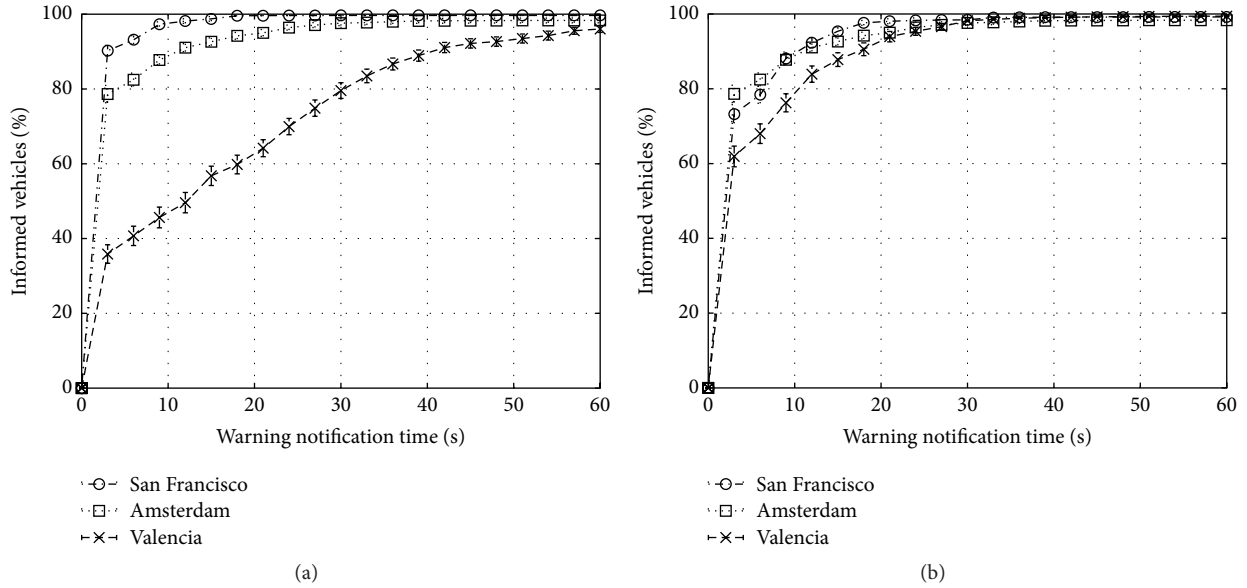 100
80
60
40
20
0
Informed vehicles (%)
0 10 20 30 40 50 60
Warning notification time (s)
San Francisco
Amsterdam
Valencia
(a)
100
80
60
40
20
0
Informed vehicles (%)
0 10 20 30 40 50 60
Warning notification time (s)
San Francisco
Amsterdam
Valencia
(b)